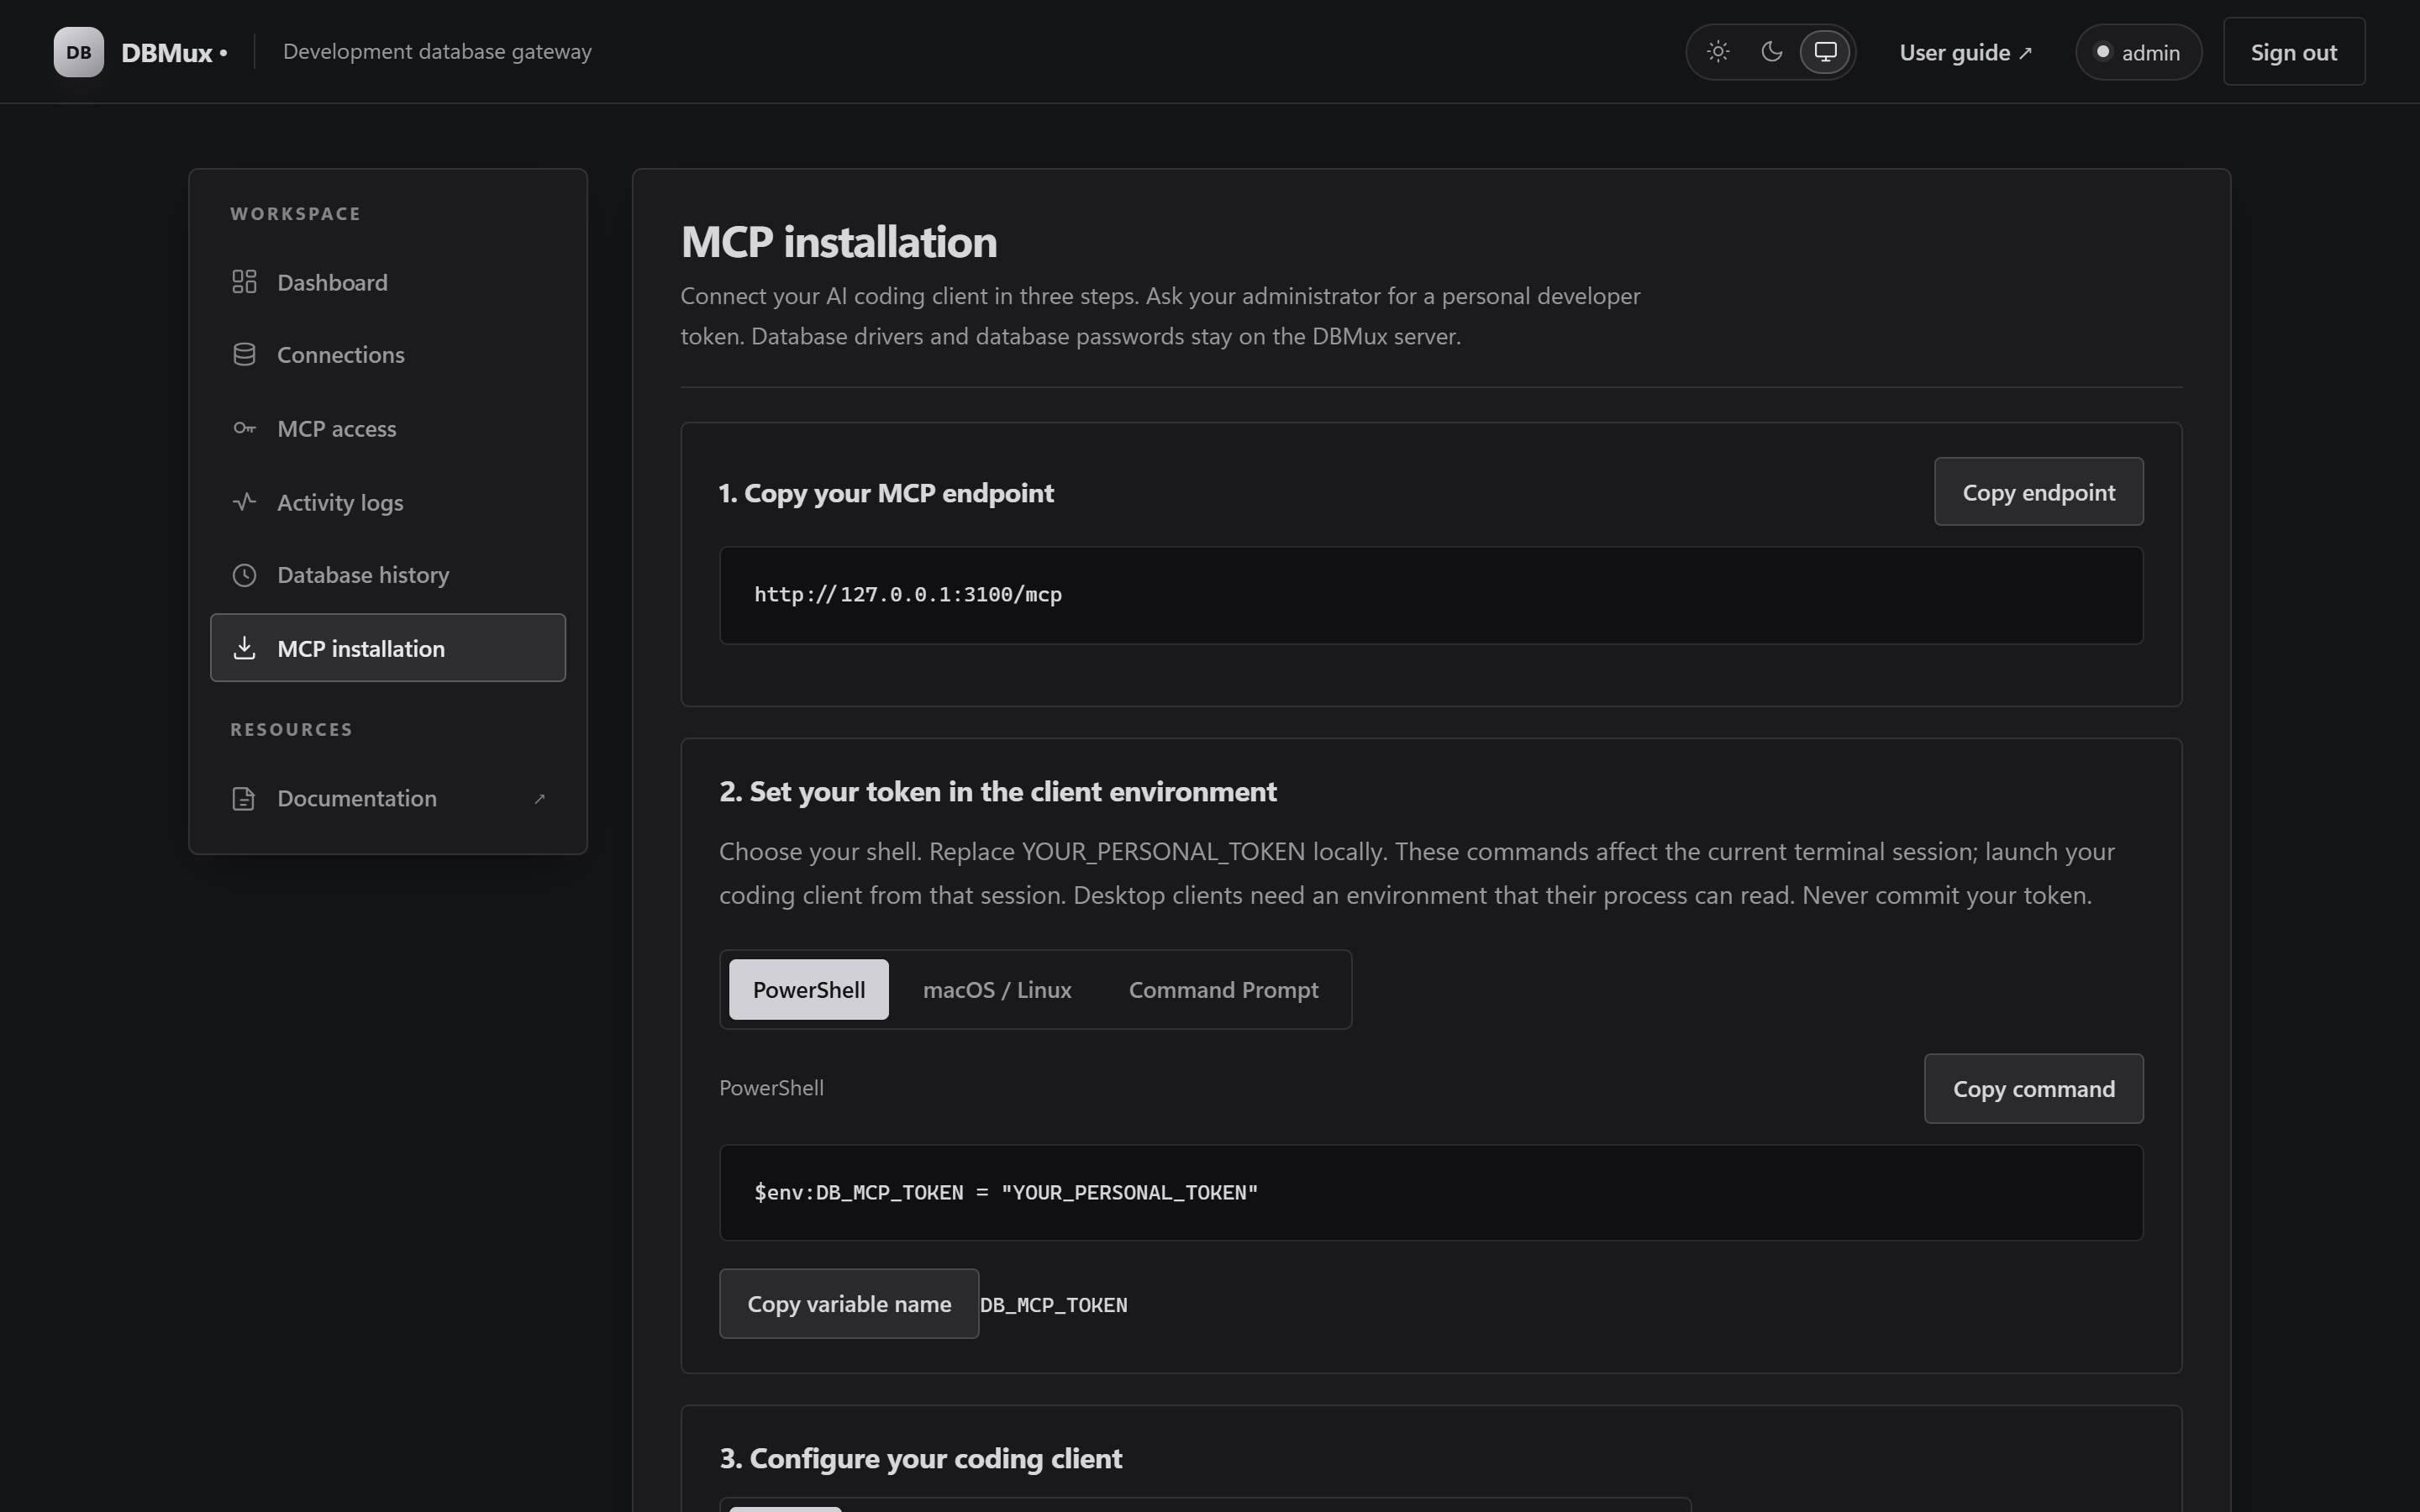 DB DBMux • Development database gateway User guide ↗ admin Sign out
WORKSPACE
Dashboard
Connections
MCP access
Activity logs
Database history
MCP installation
RESOURCES
Documentation ↗
MCP installation
Connect your AI coding client in three steps. Ask your administrator for a personal developer
token. Database drivers and database passwords stay on the DBMux server.
1. Copy your MCP endpoint
Copy endpoint
http://127.0.0.1:3100/mcp
2. Set your token in the client environment
Choose your shell. Replace YOUR_PERSONAL_TOKEN locally. These commands affect the current terminal session; launch your
coding client from that session. Desktop clients need an environment that their process can read. Never commit your token.
PowerShell macOS / Linux Command Prompt
PowerShell
Copy command
$env:DB_MCP_TOKEN = "YOUR_PERSONAL_TOKEN"
Copy variable name DB_MCP_TOKEN
3. Configure your coding client